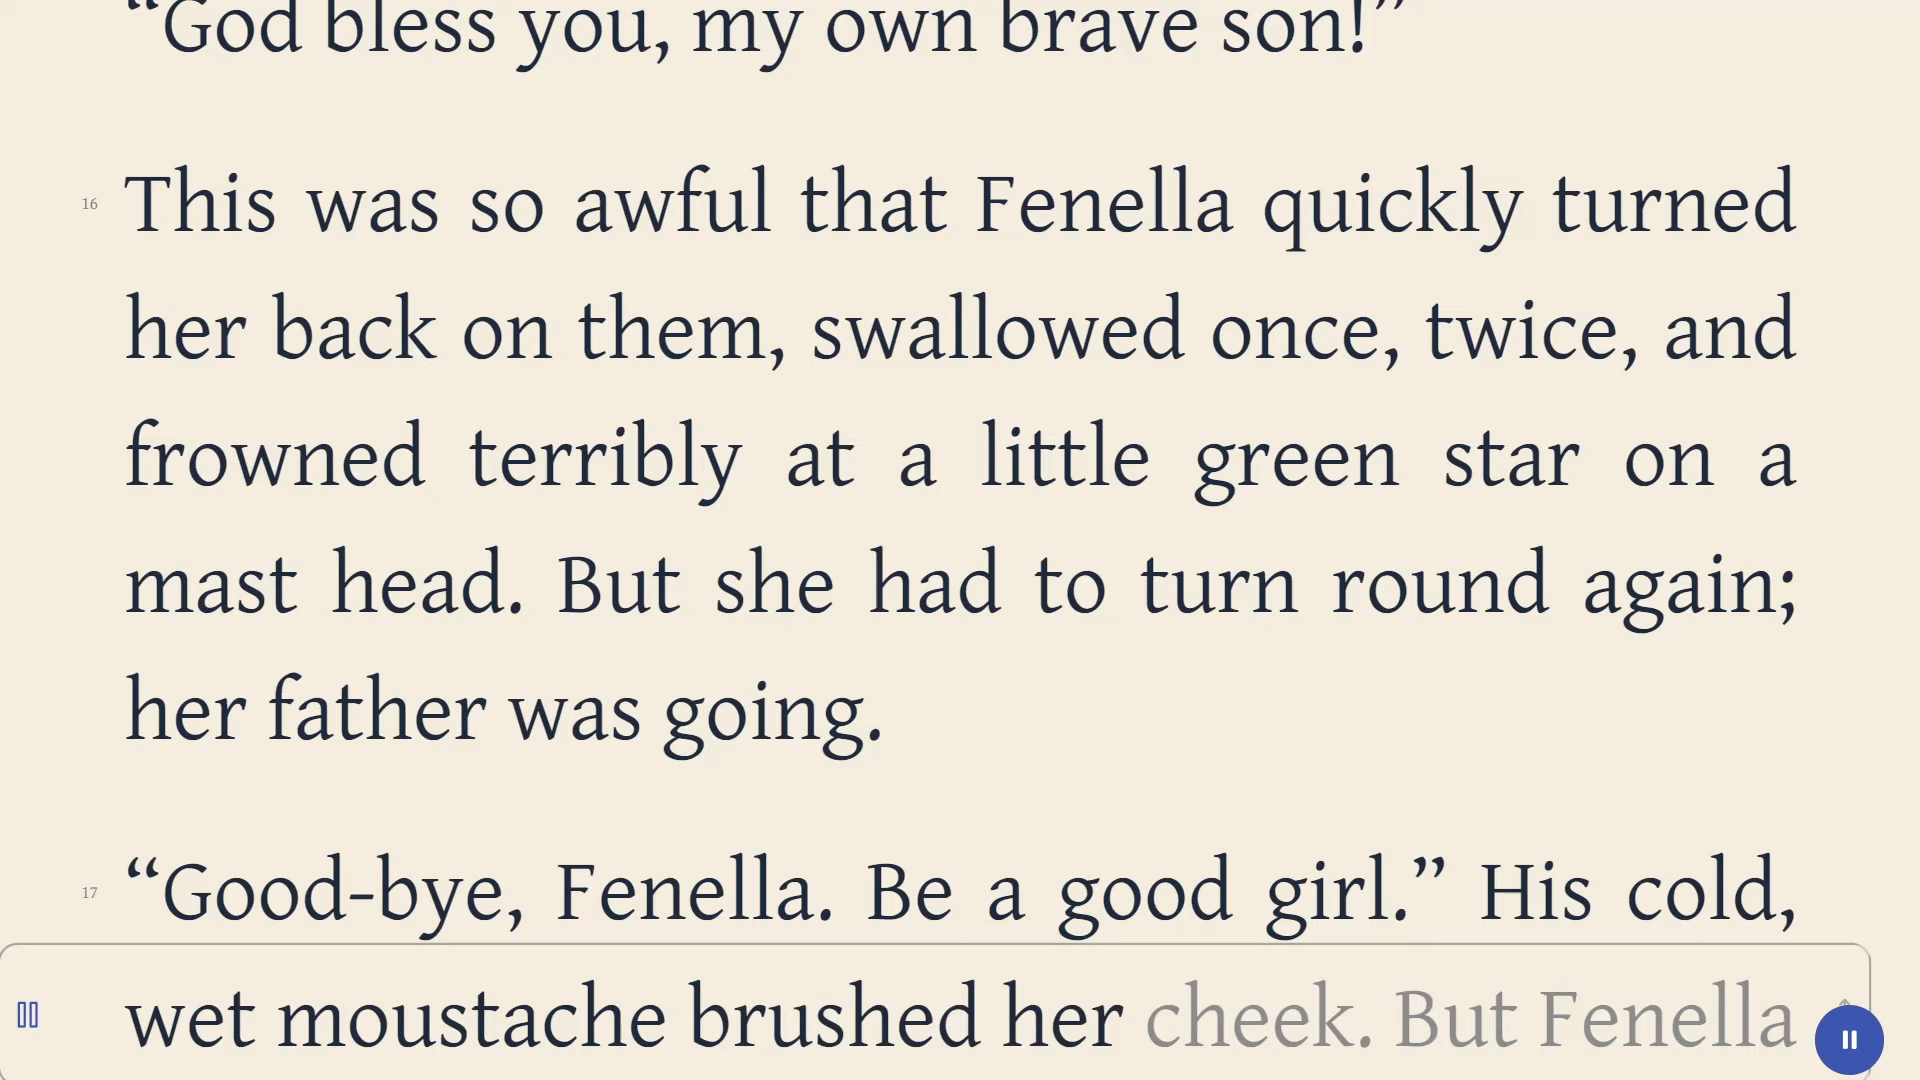 “God bless you, my own brave son!”
16
This was so awful that Fenella quickly turned
her back on them, swallowed once, twice, and
frowned terribly at a little green star on a
mast head. But she had to turn round again;
her father was going.
17
“Good-bye, Fenella. Be a good girl.” His cold,
wet moustache brushed her cheek. But Fenella